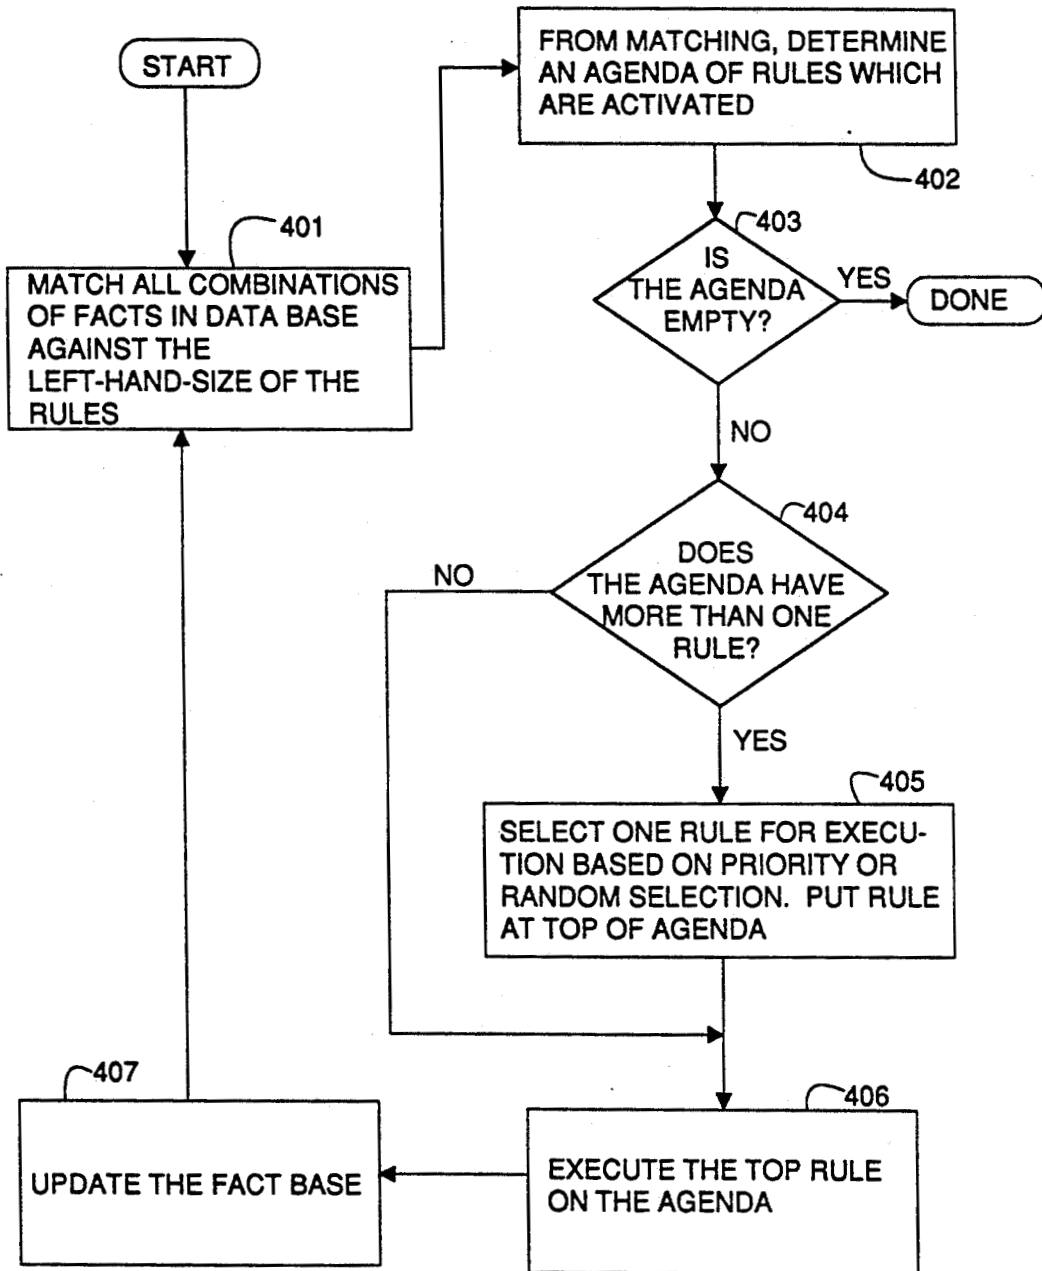 START
401
MATCH ALL COMBINATIONS
OF FACTS IN DATA BASE
AGAINST THE
LEFT-HAND-SIZE OF THE
RULES
FROM MATCHING, DETERMINE
AN AGENDA OF RULES WHICH
ARE ACTIVATED
402
403
IS
THE AGENDA
EMPTY?
YES
DONE
NO
404
DOES
THE AGENDA HAVE
MORE THAN ONE
RULE?
NO
YES
405
SELECT ONE RULE FOR EXECU-
TION BASED ON PRIORITY OR
RANDOM SELECTION. PUT RULE
AT TOP OF AGENDA
406
EXECUTE THE TOP RULE
ON THE AGENDA
407
UPDATE THE FACT BASE